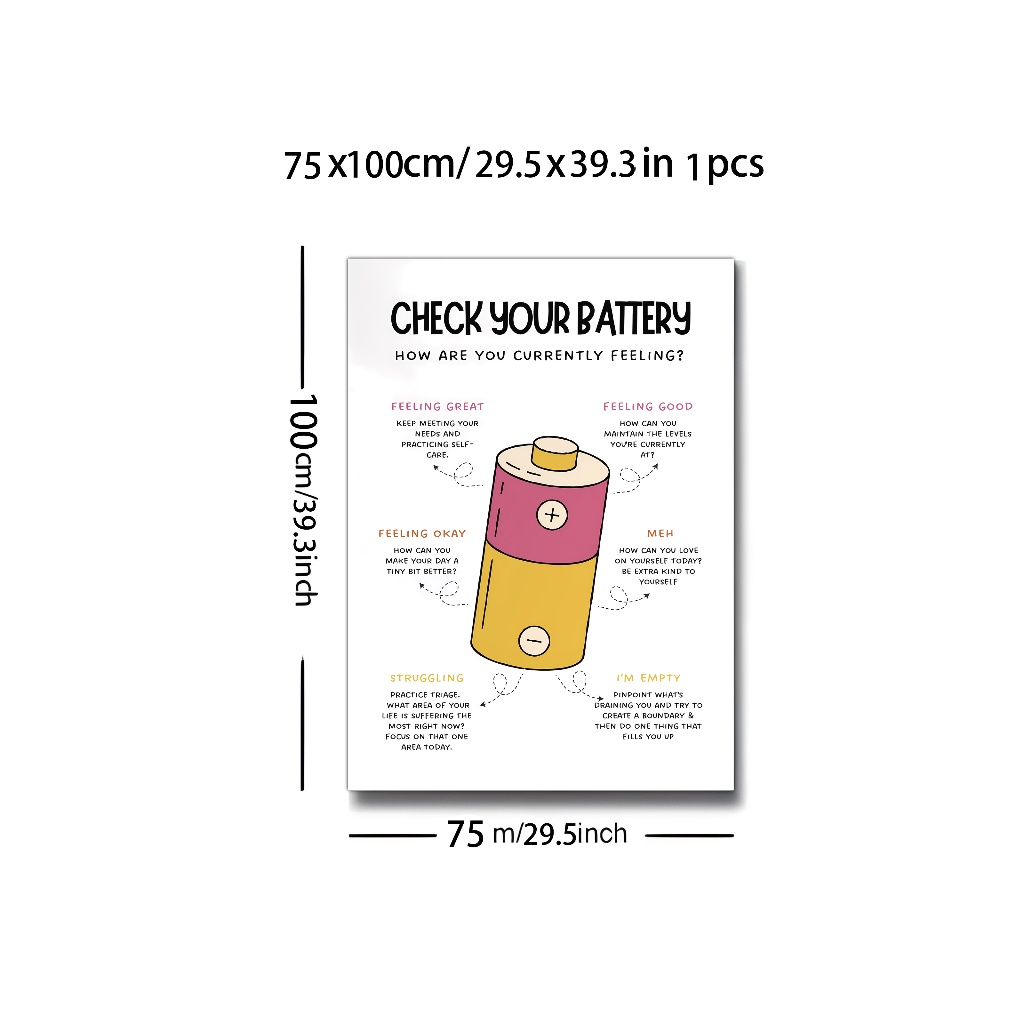 75x100cm/29.5x39.3in 1pcs
100cm/39.3inch
CHECK YOUR BATTERY
HOW ARE YOU CURRENTLY FEELING?
FEELING GREAT
KEEP MEETING YOUR
NEEDS AND
PRACTICING SELF-
CARE.
FEELING GOOD
HOW CAN YOU
MAINTAIN THE LEVELS
YOU'RE CURRENTLY
AT?
+
FEELING OKAY
HOW CAN YOU
MAKE YOUR DAY A
TINY BIT BETTER?
MEH
HOW CAN YOU LOVE
ON YOURSELF TODAY?
BE EXTRA KIND TO
YOURSELF
-
STRUGGLING
PRACTICE TRIAGE.
WHAT AREA OF YOUR
LIFE IS SUFFERING THE
MOST RIGHT NOW?
FOCUS ON THAT ONE
AREA TODAY.
I'M EMPTY
PINPOINT WHAT'S
DRAINING YOU AND TRY TO
CREATE A BOUNDARY &
THEN DO ONE THING THAT
FILLS YOU UP
75 m/29.5inch